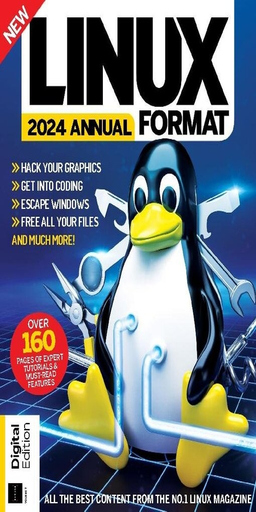 NEW
LINUX
2024 ANNUAL FORMAT
HACK YOUR GRAPHICS
GET INTO CODING
ESCAPE WINDOWS
FREE ALL YOUR FILES
AND MUCH MORE!
OVER
160
PAGES OF EXPERT
TUTORIALS &
MUST-READ
FEATURES
Digital
Edition
ALL THE BEST CONTENT FROM THE NO.1 LINUX MAGAZINE